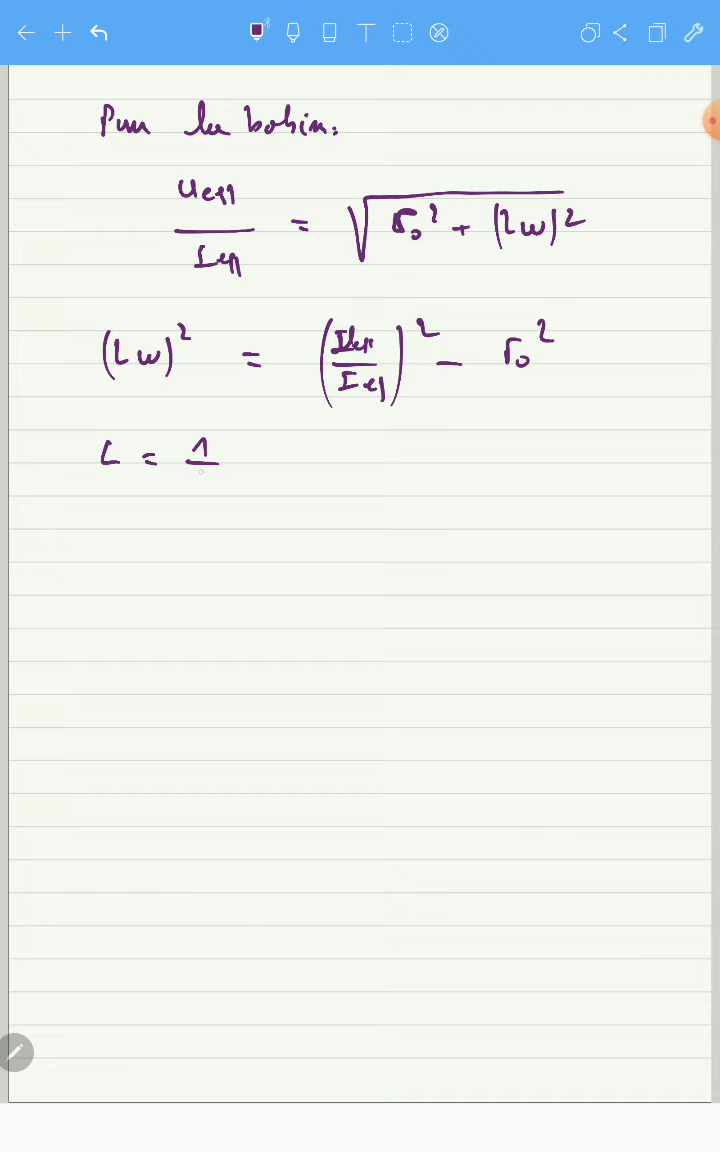 Pour la bobine:
Ueff / Ieff = √(r₀² + (Lω)²)
(Lω)² = (Ueff / Ieff)² - r₀²
L = 1